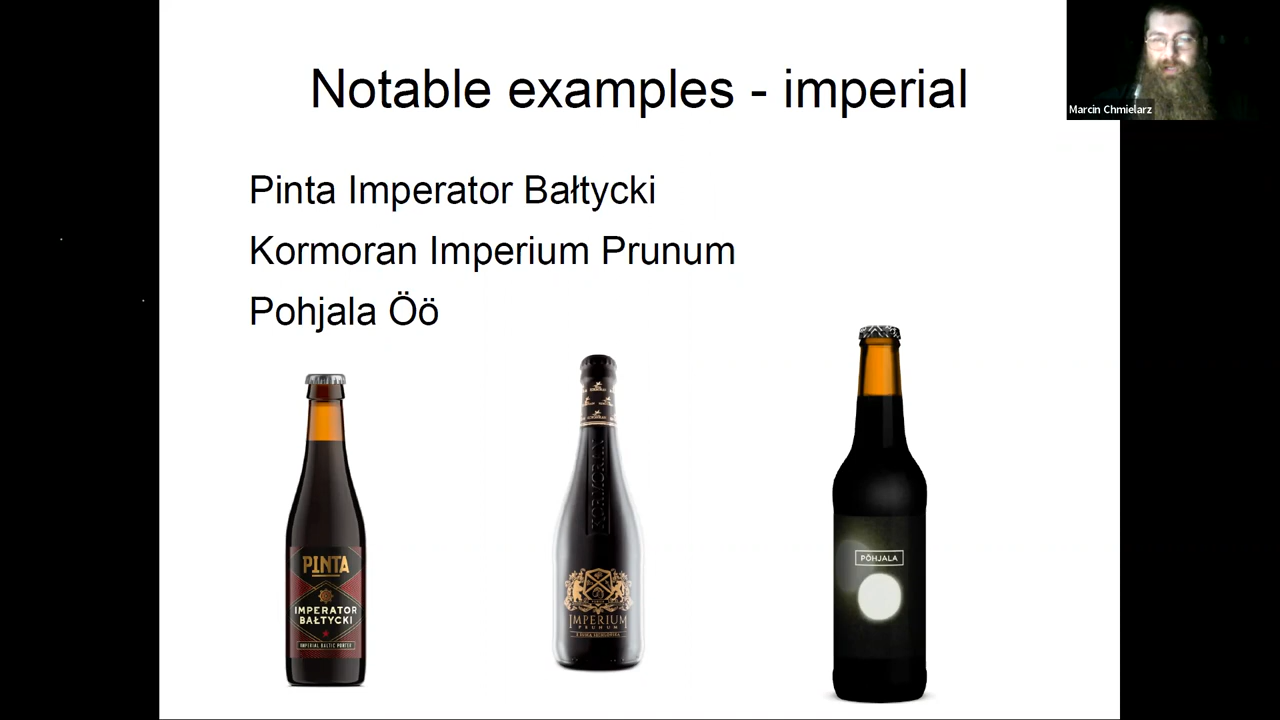 Notable examples - imperial
Marcin Chmielarz
Pinta Imperator Bałtycki
Kormoran Imperium Prunum
Pohjala Öö
PINTA
IMPERATOR
BAŁTYCKI
IMPERIAL BALTIC PORTER
KORMORAN
IMPERIUM
PRUNUM
PÕHJALA